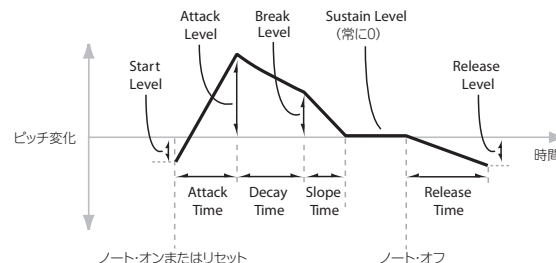 Attack
Level
Break
Level
Sustain Level
(常に0)
Start
Level
Release
Level
ピッチ変化
時間
Attack
Time
Decay
Time
Slope
Time
Release
Time
ノート・オンまたはリセット
ノート・オフ